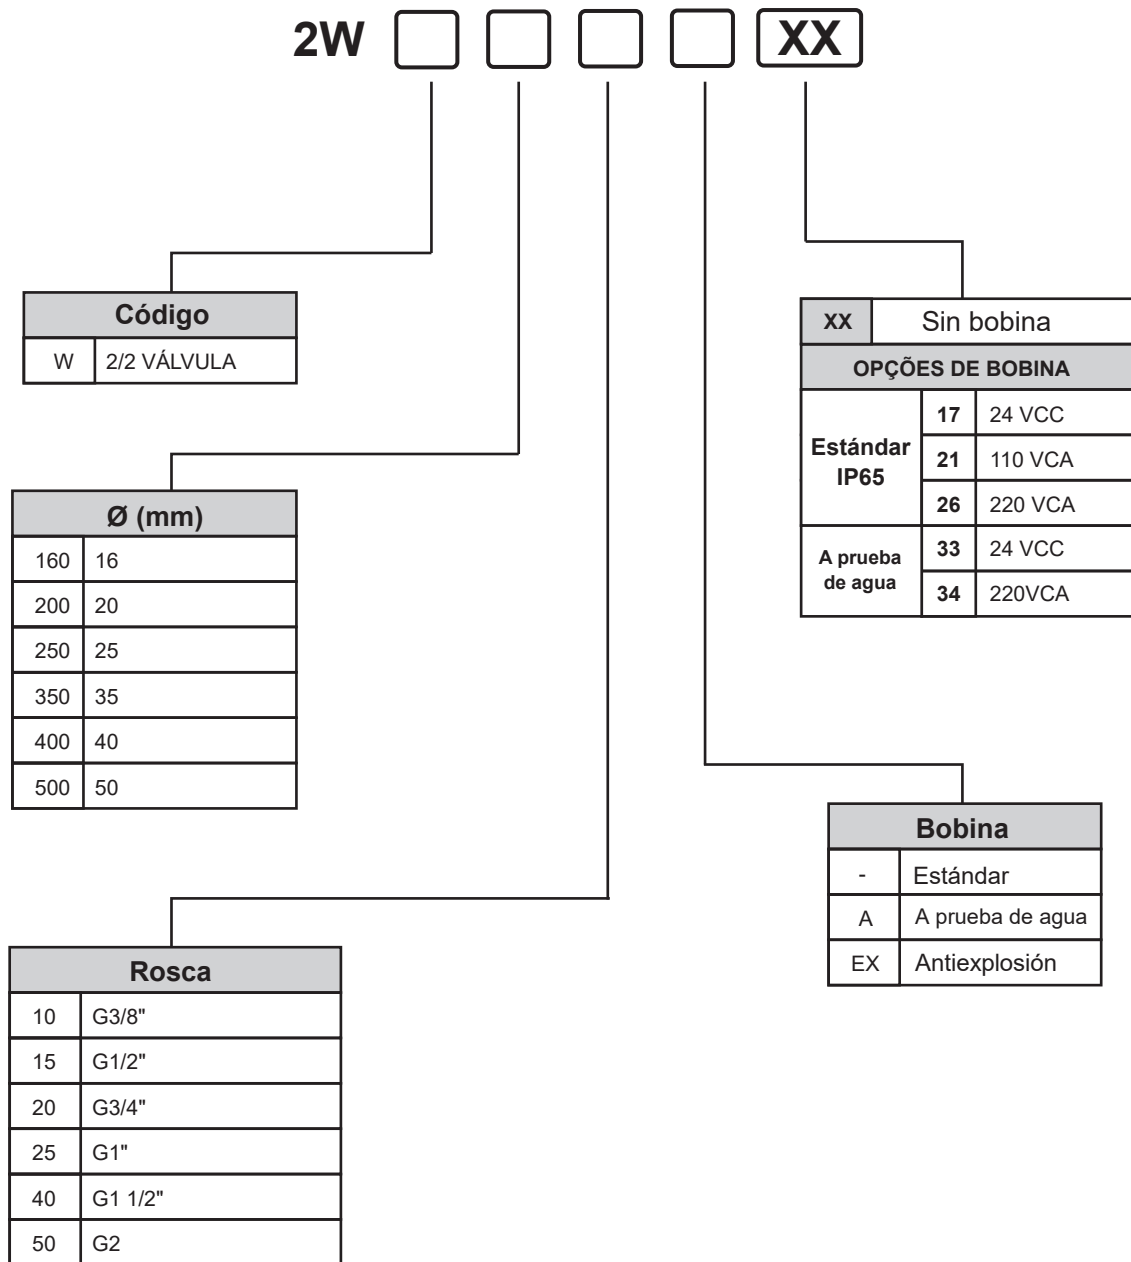 2W XX
Código
W 2/2 VÁLVULA
XX Sin bobina
OPÇÕES DE BOBINA
Estándar IP65
17 24 VCC
21 110 VCA
26 220 VCA
A prueba de agua
33 24 VCC
34 220VCA
Ø (mm)
160 16
200 20
250 25
350 35
400 40
500 50
Bobina
- Estándar
A A prueba de agua
EX Antiexplosión
Rosca
10 G3/8"
15 G1/2"
20 G3/4"
25 G1"
40 G1 1/2"
50 G2